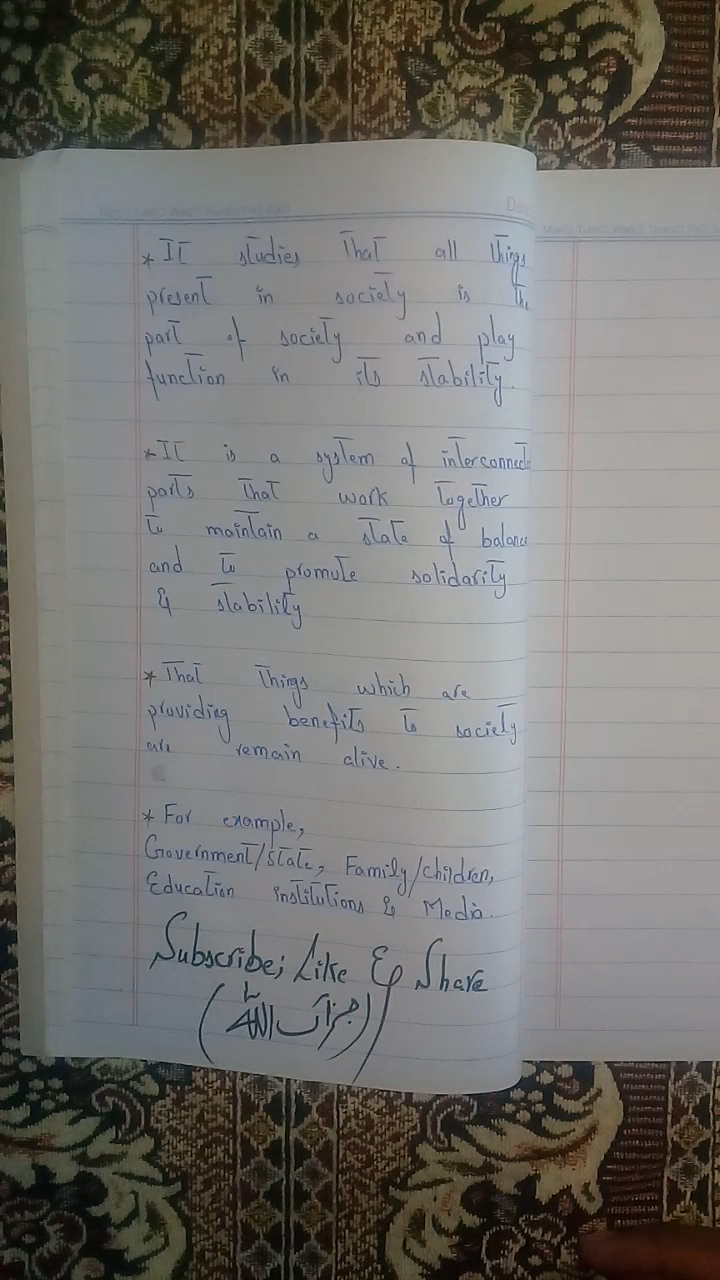 * It studies that all things
present in society is the
part of society and play
function in its stability.
* It is a system of interconnect
parts that work together
to maintain a state of balance
and to promote solidarity
& stability
* That things which are
providing benefits to society
are remain alive.
* For example,
Government/state, Family/children,
Education institutions & Media.
Subscribe; Like & Share
(جزاک اللہ)